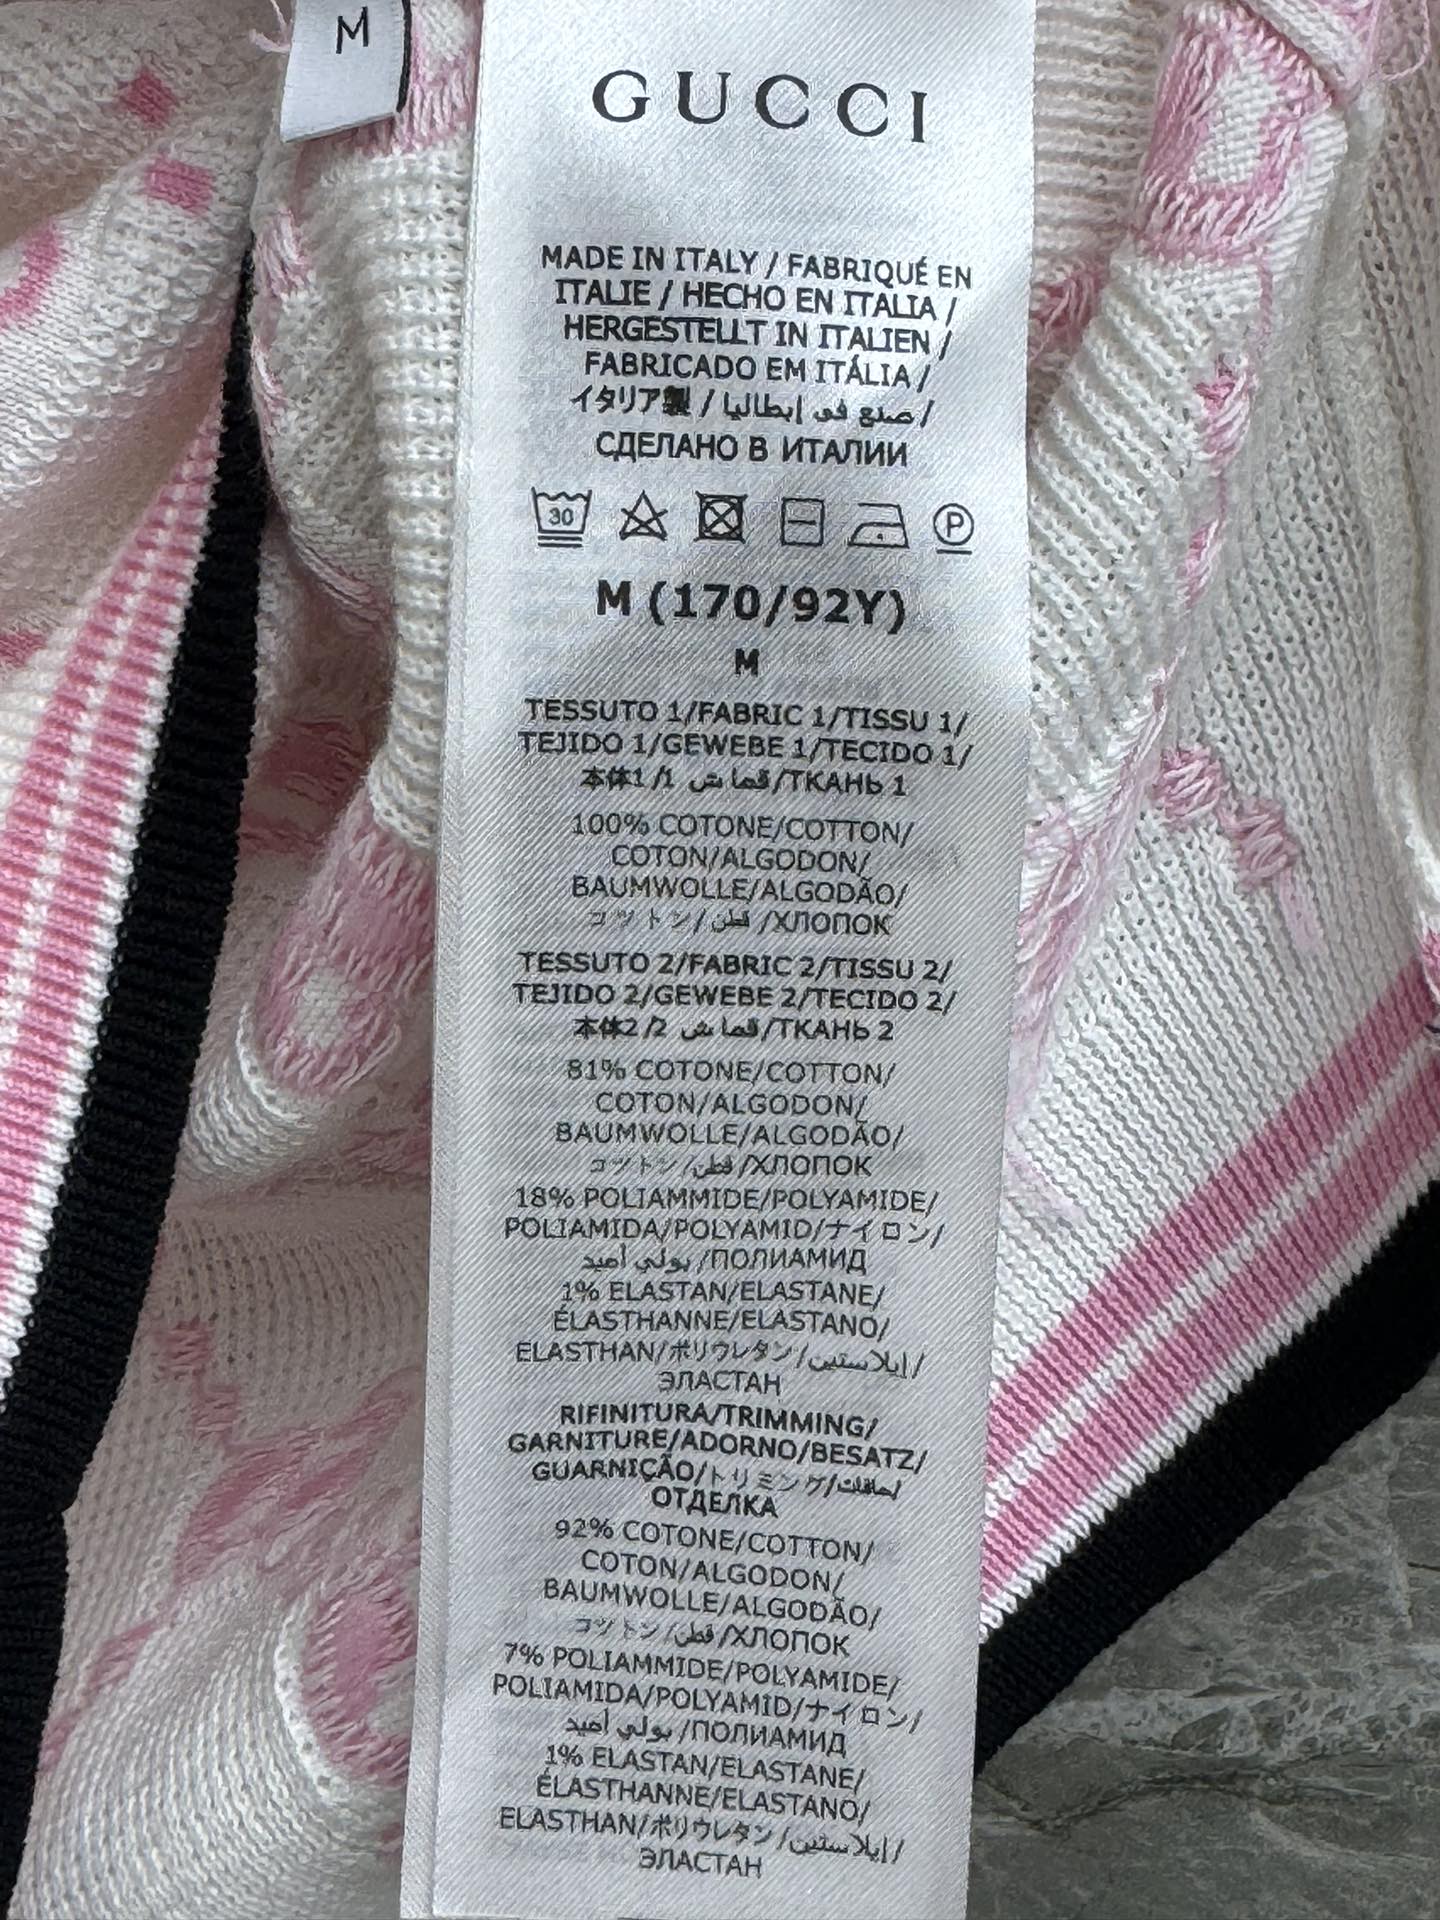 M
GUCCI
MADE IN ITALY / FABRIQUÉ EN
ITALIE / HECHO EN ITALIA /
HERGESTELLT IN ITALIEN /
FABRICADO EM ITÁLIA /
イタリア製 / صنع في إيطاليا /
СДЕЛАНО В ИТАЛИИ
30 P
M (170/92Y)
M
TESSUTO 1/FABRIC 1/TISSU 1/
TEJIDO 1/GEWEBE 1/TECIDO 1/
本体1/1 قماش/ТКАНЬ 1
100% COTONE/COTTON/
COTON/ALGODON/
BAUMWOLLE/ALGODÃO/
コットン/قطن/ХЛОПОК
TESSUTO 2/FABRIC 2/TISSU 2/
TEJIDO 2/GEWEBE 2/TECIDO 2/
本体2/2 قماش/ТКАНЬ 2
81% COTONE/COTTON/
COTON/ALGODON/
BAUMWOLLE/ALGODÃO/
コットン/قطن/ХЛОПОК
18% POLIAMMIDE/POLYAMIDE/
POLIAMIDA/POLYAMID/ナイロン/
بولي أميد/ПОЛИАМИД
1% ELASTAN/ELASTANE/
ÉLASTHANNE/ELASTANO/
ELASTHAN/ポリウレタン/إيلاستين/
ЭЛАСТАН
RIFINITURA/TRIMMING/
GARNITURE/ADORNO/BESATZ/
GUARNIÇÃO/トリミング/لحافات/
ОТДЕЛКА
92% COTONE/COTTON/
COTON/ALGODON/
BAUMWOLLE/ALGODÃO/
コットン/قطن/ХЛОПОК
7% POLIAMMIDE/POLYAMIDE/
POLIAMIDA/POLYAMID/ナイロン/
بولي أميد/ПОЛИАМИД
1% ELASTAN/ELASTANE/
ÉLASTHANNE/ELASTANO/
ELASTHAN/ポリウレタン/إيلاستين/
ЭЛАСТАН